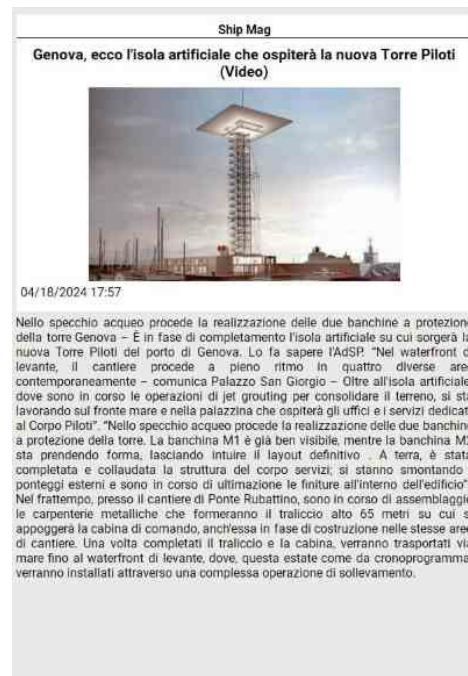 Ship Mag
Genova, ecco l'isola artificiale che ospiterà la nuova Torre Piloti
(Video)
04/18/2024 17:57
Nello specchio acqueo procede la realizzazione delle due banchine a protezione
della torre Genova – È in fase di completamento l'isola artificiale su cui sorgerà la
nuova Torre Piloti del porto di Genova. Lo fa sapere l'AdSP. "Nel waterfront di
levante, il cantiere procede a pieno ritmo in quattro diverse aree
contemporaneamente – comunica Palazzo San Giorgio – Oltre all'isola artificiale,
dove sono in corso le operazioni di jet grouting per consolidare il terreno, si sta
lavorando sul fronte mare e nella palazzina che ospiterà gli uffici e i servizi dedicati
al Corpo Piloti". "Nello specchio acqueo procede la realizzazione delle due banchine
a protezione della torre. La banchina M1 è già ben visibile, mentre la banchina M2
sta prendendo forma, lasciando intuire il layout definitivo . A terra, è stata
completata e collaudata la struttura del corpo servizi; si stanno smontando i
ponteggi esterni e sono in corso di ultimazione le finiture all'interno dell'edificio".
Nel frattempo, presso il cantiere di Ponte Rubattino, sono in corso di assemblaggio
le carpenterie metalliche che formeranno il traliccio alto 65 metri su cui si
appoggerà la cabina di comando, anch'essa in fase di costruzione nelle stesse aree
di cantiere. Una volta completati il traliccio e la cabina, verranno trasportati via
mare fino al waterfront di levante, dove, questa estate come da cronoprogramma,
verranno installati attraverso una complessa operazione di sollevamento.